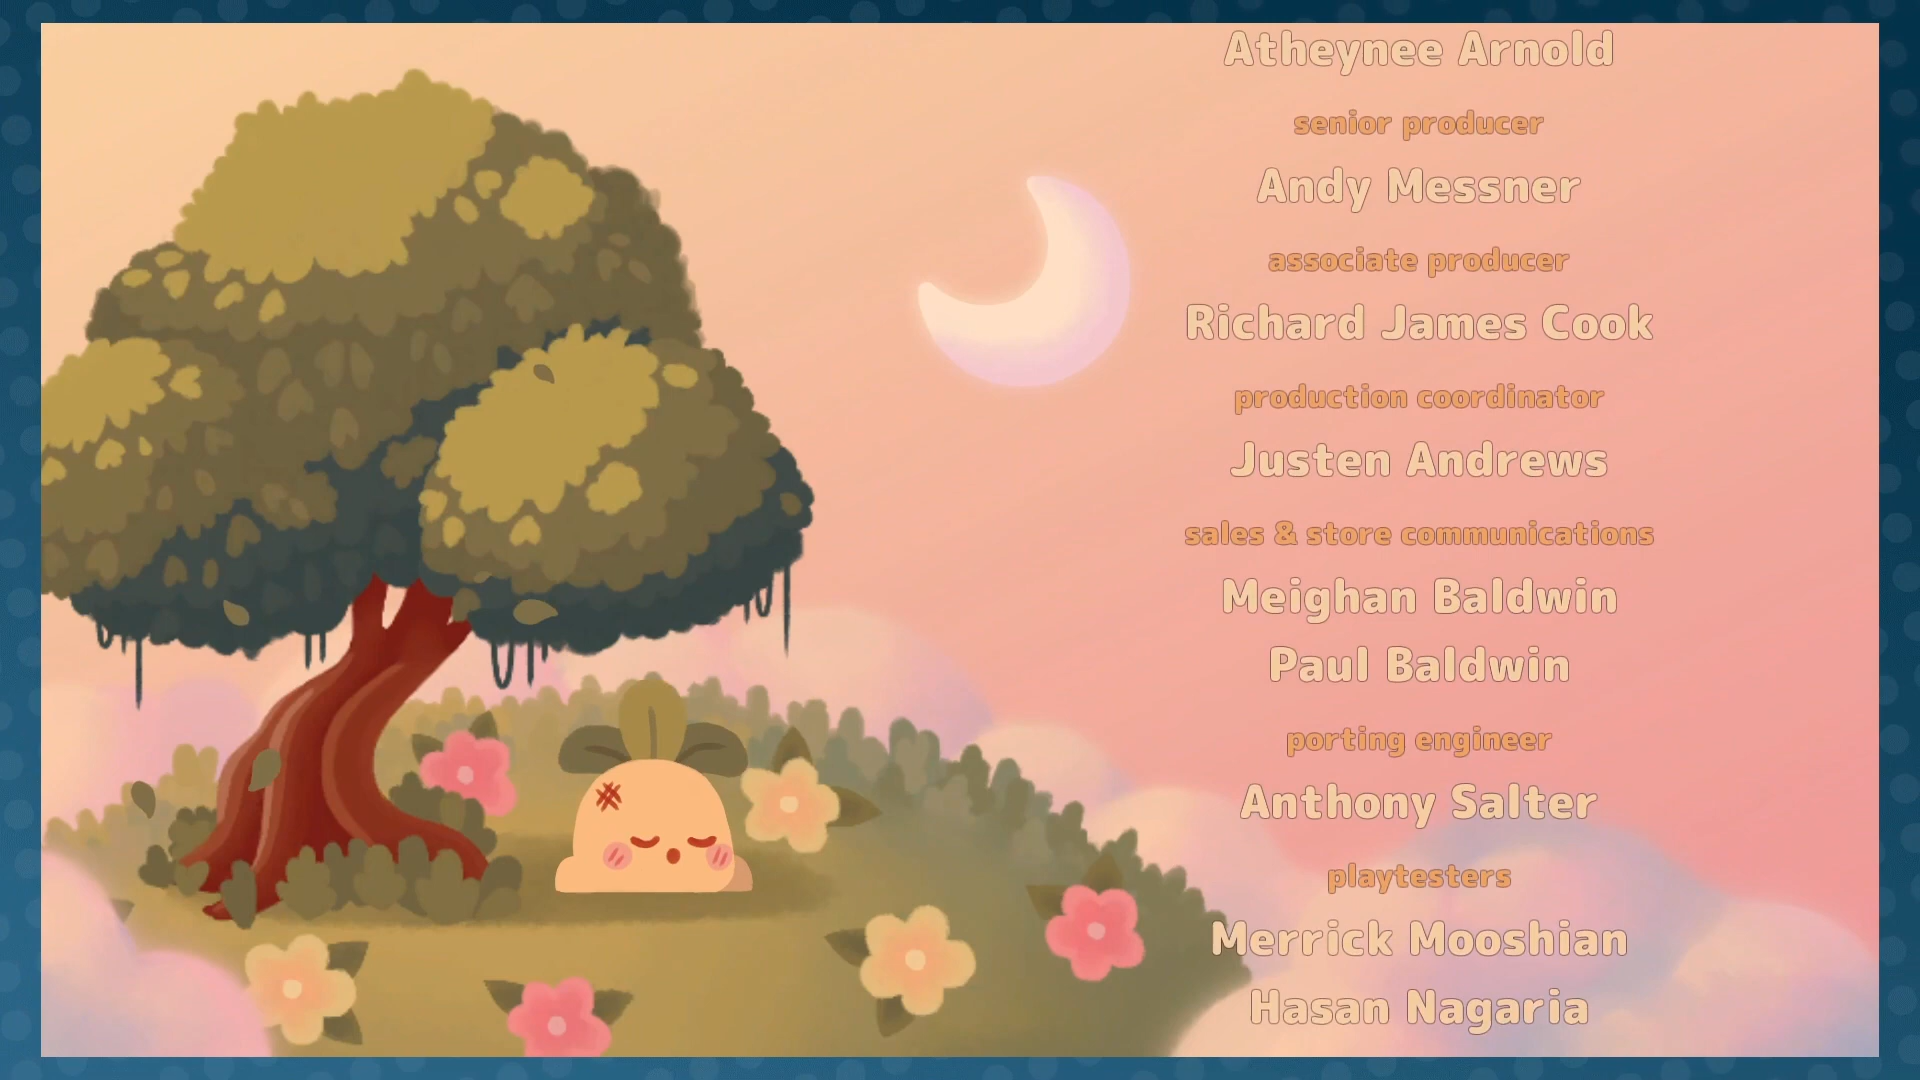 Atheynee Arnold
senior producer
Andy Messner
associate producer
Richard James Cook
production coordinator
Justen Andrews
sales & store communications
Meighan Baldwin
Paul Baldwin
porting engineer
Anthony Salter
playtesters
Merrick Mooshian
Hasan Nagaria